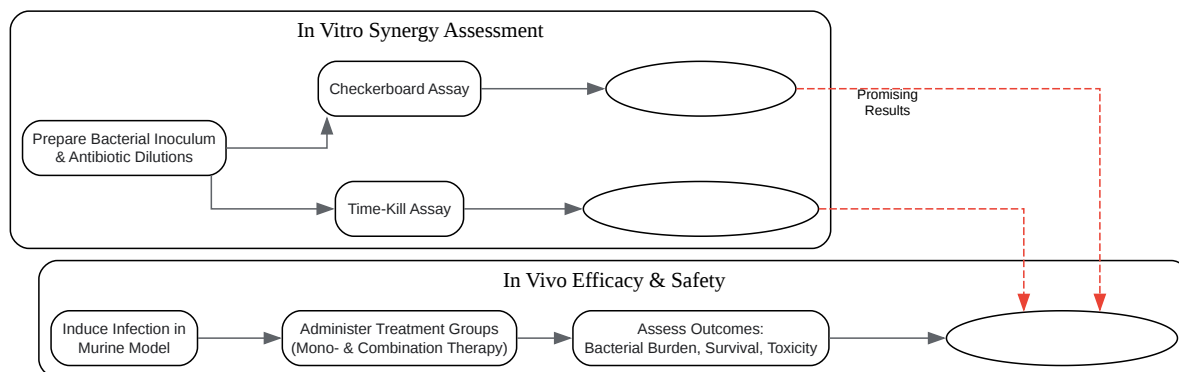 In Vitro Synergy Assessment
Checkerboard Assay
Promising
Results
Prepare Bacterial Inoculum
& Antibiotic Dilutions
Time-Kill Assay
In Vivo Efficacy & Safety
Induce Infection in
Murine Model
Administer Treatment Groups
(Mono- & Combination Therapy)
Assess Outcomes:
Bacterial Burden, Survival, Toxicity